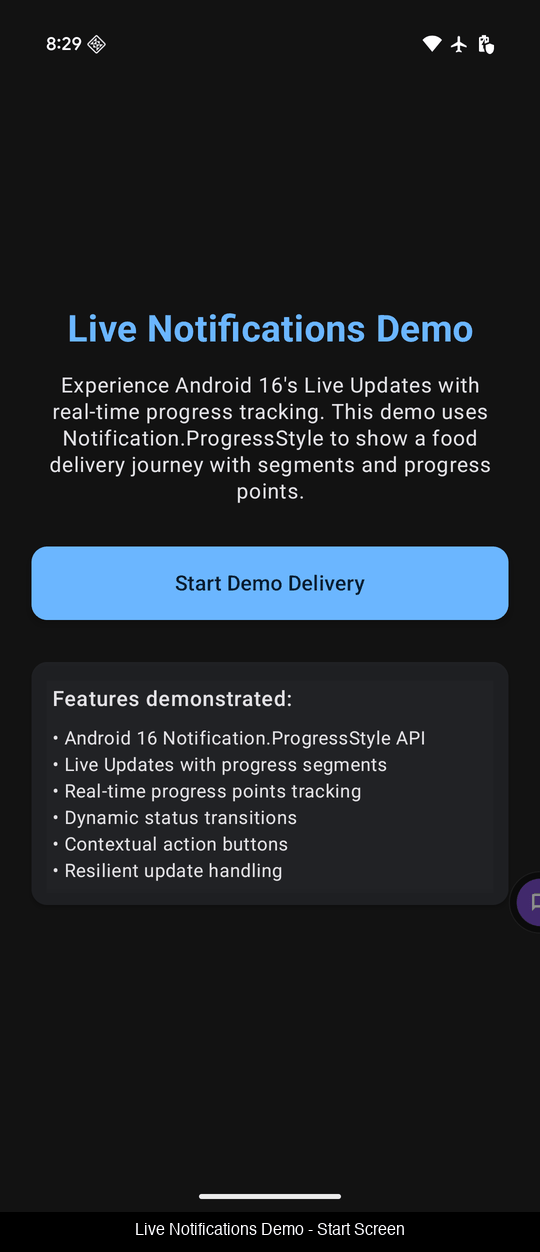 8:29
Live Notifications Demo
Experience Android 16's Live Updates with
real-time progress tracking. This demo uses
Notification.ProgressStyle to show a food
delivery journey with segments and progress
points.
Start Demo Delivery
Features demonstrated:
• Android 16 Notification.ProgressStyle API
• Live Updates with progress segments
• Real-time progress points tracking
• Dynamic status transitions
• Contextual action buttons
• Resilient update handling
Live Notifications Demo - Start Screen